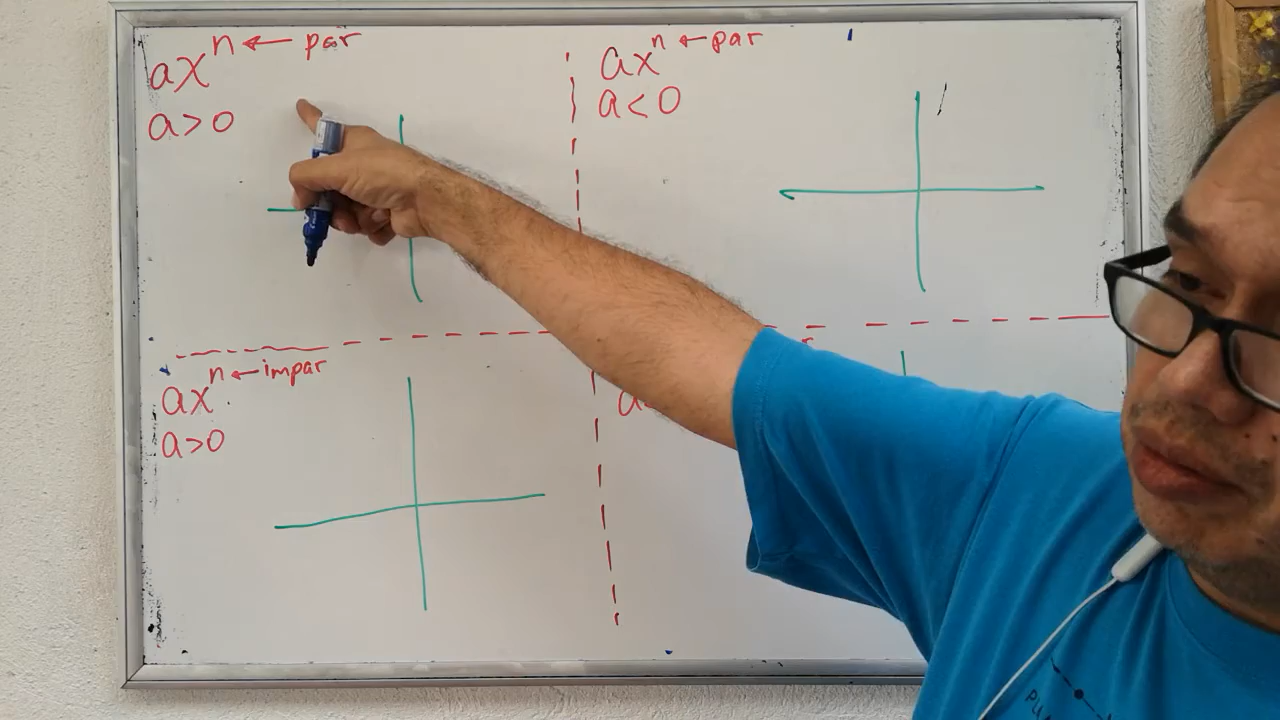 axⁿ ← par
a > 0
axⁿ ← par
a < 0
axⁿ ← impar
a > 0
a